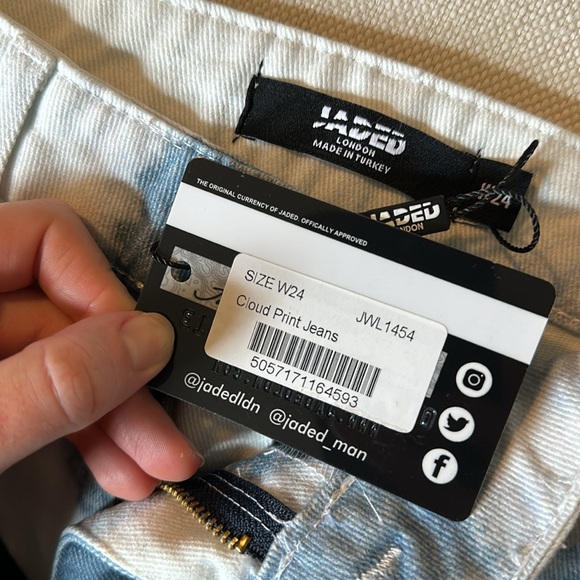 JADED
LONDON
MADE IN TURKEY
W24
JADED
LONDON
THE ORIGINAL CURRENCY OF JADED. OFFICALLY APPROVED
SIZE W24
JWL1454
Cloud Print Jeans
5057171164593
@jadedldn @jaded_man